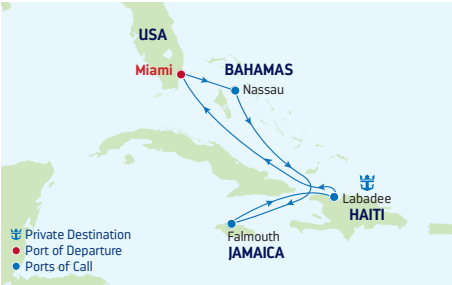 USA
Miami
BAHAMAS
Nassau
Labadee
HAITI
Falmouth
JAMAICA
Private Destination
Port of Departure
Ports of Call